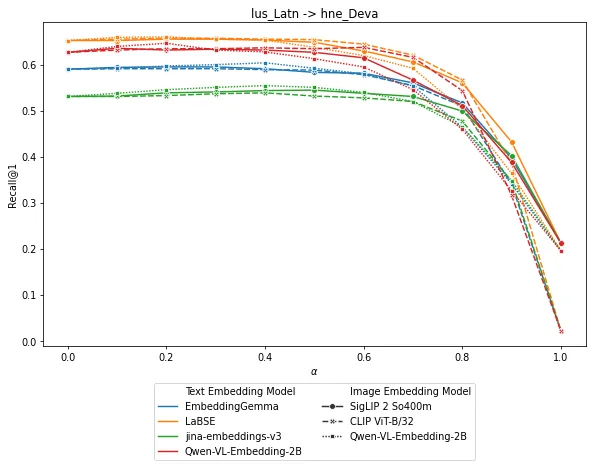 lus_Latn -> hne_Deva
Recall@1
0.6
0.5
0.4
0.3
0.2
0.1
0.0
0.0 0.2 0.4 0.6 0.8 1.0
α
Text Embedding Model
EmbeddingGemma
LaBSE
jina-embeddings-v3
Qwen-VL-Embedding-2B
Image Embedding Model
SigLIP 2 So400m
CLIP ViT-B/32
Qwen-VL-Embedding-2B